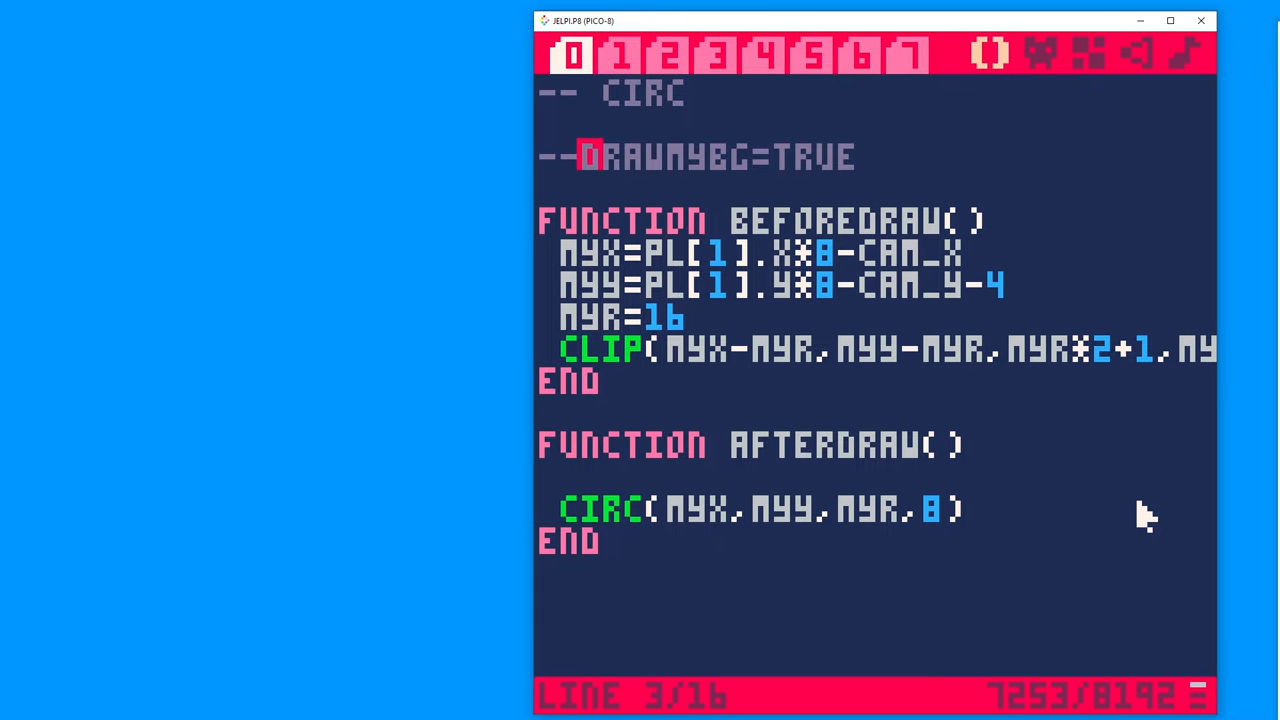 JELPI.P8 (PICO-8)
0 1 2 3 4 5 6 7
-- CIRC
--DRAWMYBG=TRUE
FUNCTION BEFOREDRAW()
MYX=PL[1].X*8-CAM_X
MYY=PL[1].Y*8-CAM_Y-4
MYR=16
CLIP(MYX-MYR,MYY-MYR,MYR*2+1,MY
END
FUNCTION AFTERDRAW()
CIRC(MYX,MYY,MYR,8)
END
LINE 3/16 7253/8192